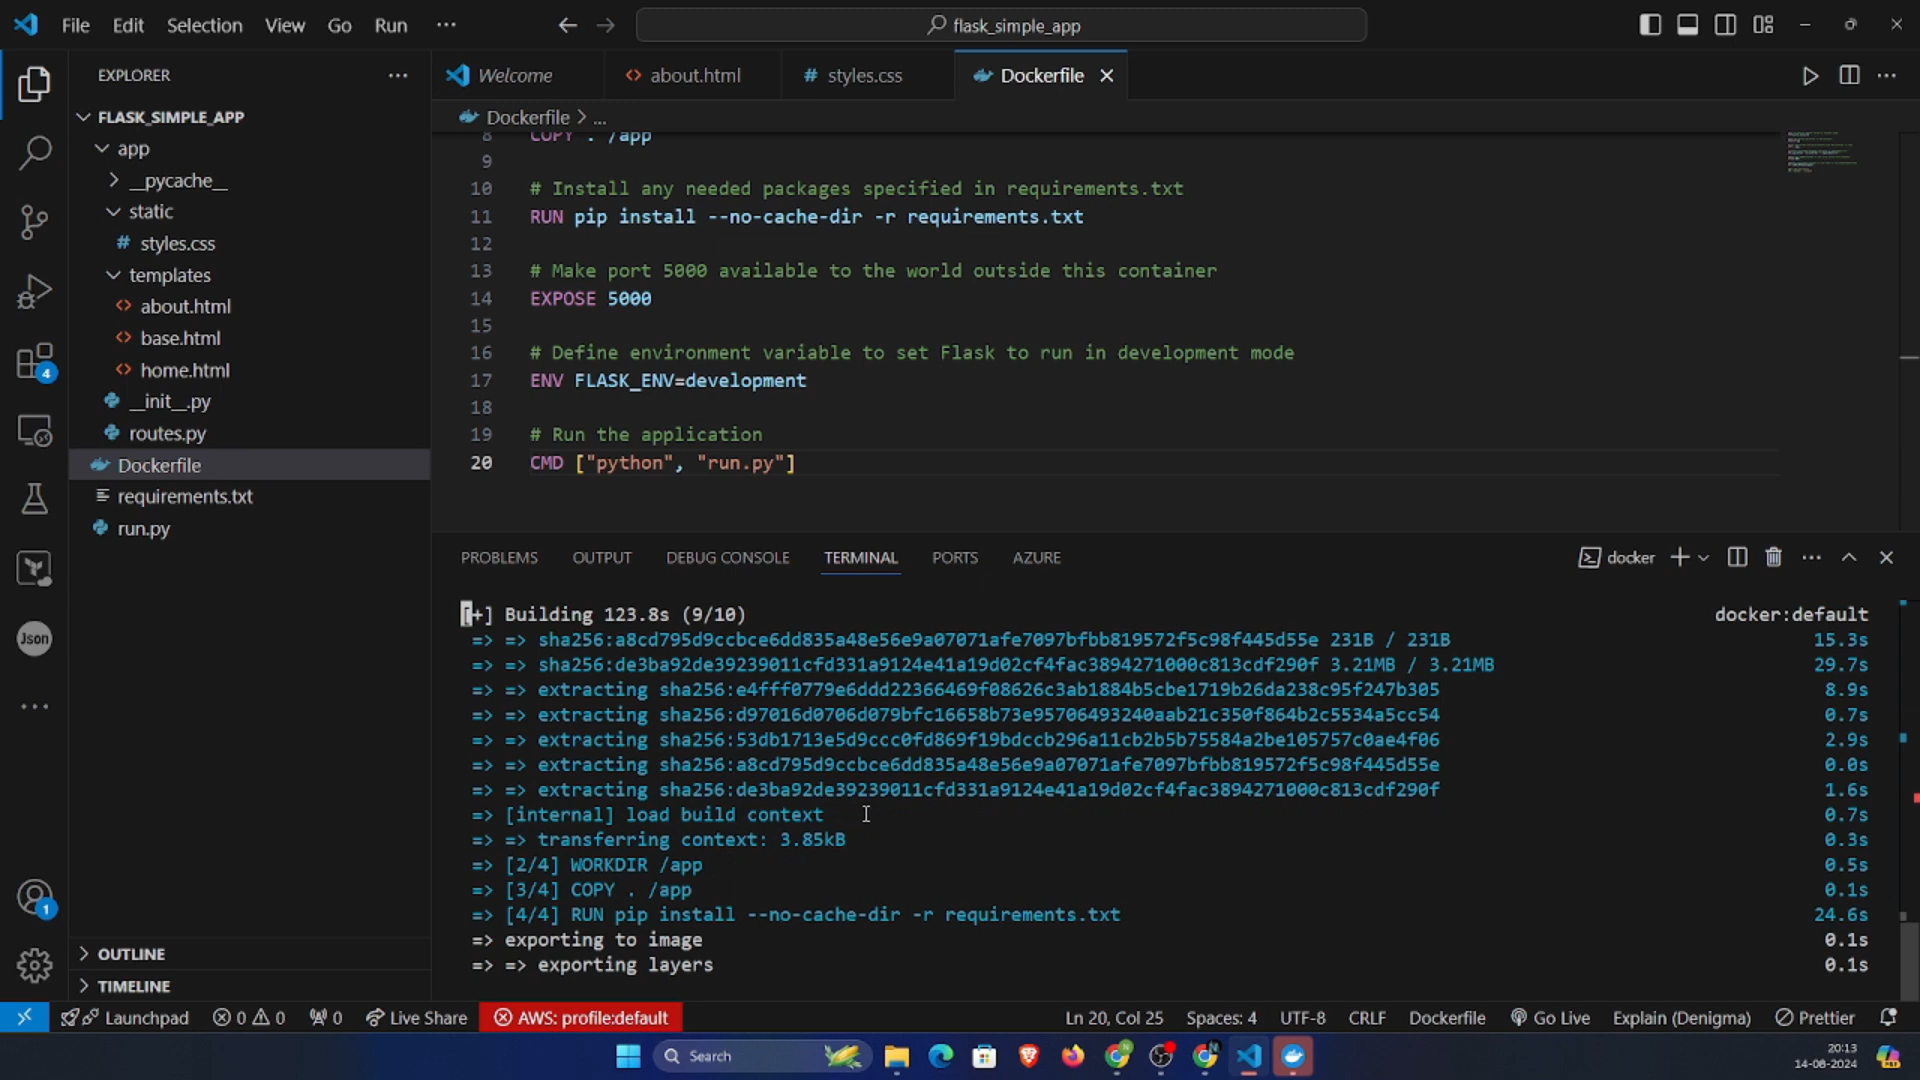 File Edit Selection View Go Run ...
flask_simple_app
EXPLORER
FLASK_SIMPLE_APP
app
__pycache__
static
# styles.css
templates
<> about.html
<> base.html
<> home.html
__init__.py
routes.py
Dockerfile
requirements.txt
run.py
OUTLINE
TIMELINE
4
Json
1
Welcome
<> about.html
# styles.css
Dockerfile
Dockerfile > ...
8 COPY . /app
9
10 # Install any needed packages specified in requirements.txt
11 RUN pip install --no-cache-dir -r requirements.txt
12
13 # Make port 5000 available to the world outside this container
14 EXPOSE 5000
15
16 # Define environment variable to set Flask to run in development mode
17 ENV FLASK_ENV=development
18
19 # Run the application
20 CMD ["python", "run.py"]
PROBLEMS OUTPUT DEBUG CONSOLE TERMINAL PORTS AZURE
docker
[+] Building 123.8s (9/10) docker:default
=> => sha256:a8cd795d9ccbce6dd835a48e56e9a07071afe7097bfbb819572f5c98f445d55e 231B / 231B 15.3s
=> => sha256:de3ba92de39239011cfd331a9124e41a19d02cf4fac3894271000c813cdf290f 3.21MB / 3.21MB 29.7s
=> => extracting sha256:e4fff0779e6ddd22366469f08626c3ab1884b5cbe1719b26da238c95f247b305 8.9s
=> => extracting sha256:d97016d0706d079bfc16658b73e95706493240aab21c350f864b2c5534a5cc54 0.7s
=> => extracting sha256:53db1713e5d9ccc0fd869f19bdccb296a11cb2b5b75584a2be105757c0ae4f06 2.9s
=> => extracting sha256:a8cd795d9ccbce6dd835a48e56e9a07071afe7097bfbb819572f5c98f445d55e 0.0s
=> => extracting sha256:de3ba92de39239011cfd331a9124e41a19d02cf4fac3894271000c813cdf290f 1.6s
=> [internal] load build context 0.7s
=> => transferring context: 3.85kB 0.3s
=> [2/4] WORKDIR /app 0.5s
=> [3/4] COPY . /app 0.1s
=> [4/4] RUN pip install --no-cache-dir -r requirements.txt 24.6s
=> exporting to image 0.1s
=> => exporting layers 0.1s
Launchpad 0 0 0 Live Share AWS: profile:default Ln 20, Col 25 Spaces: 4 UTF-8 CRLF Dockerfile Go Live Explain (Denigma) Prettier
Search
20:13
14-08-2024